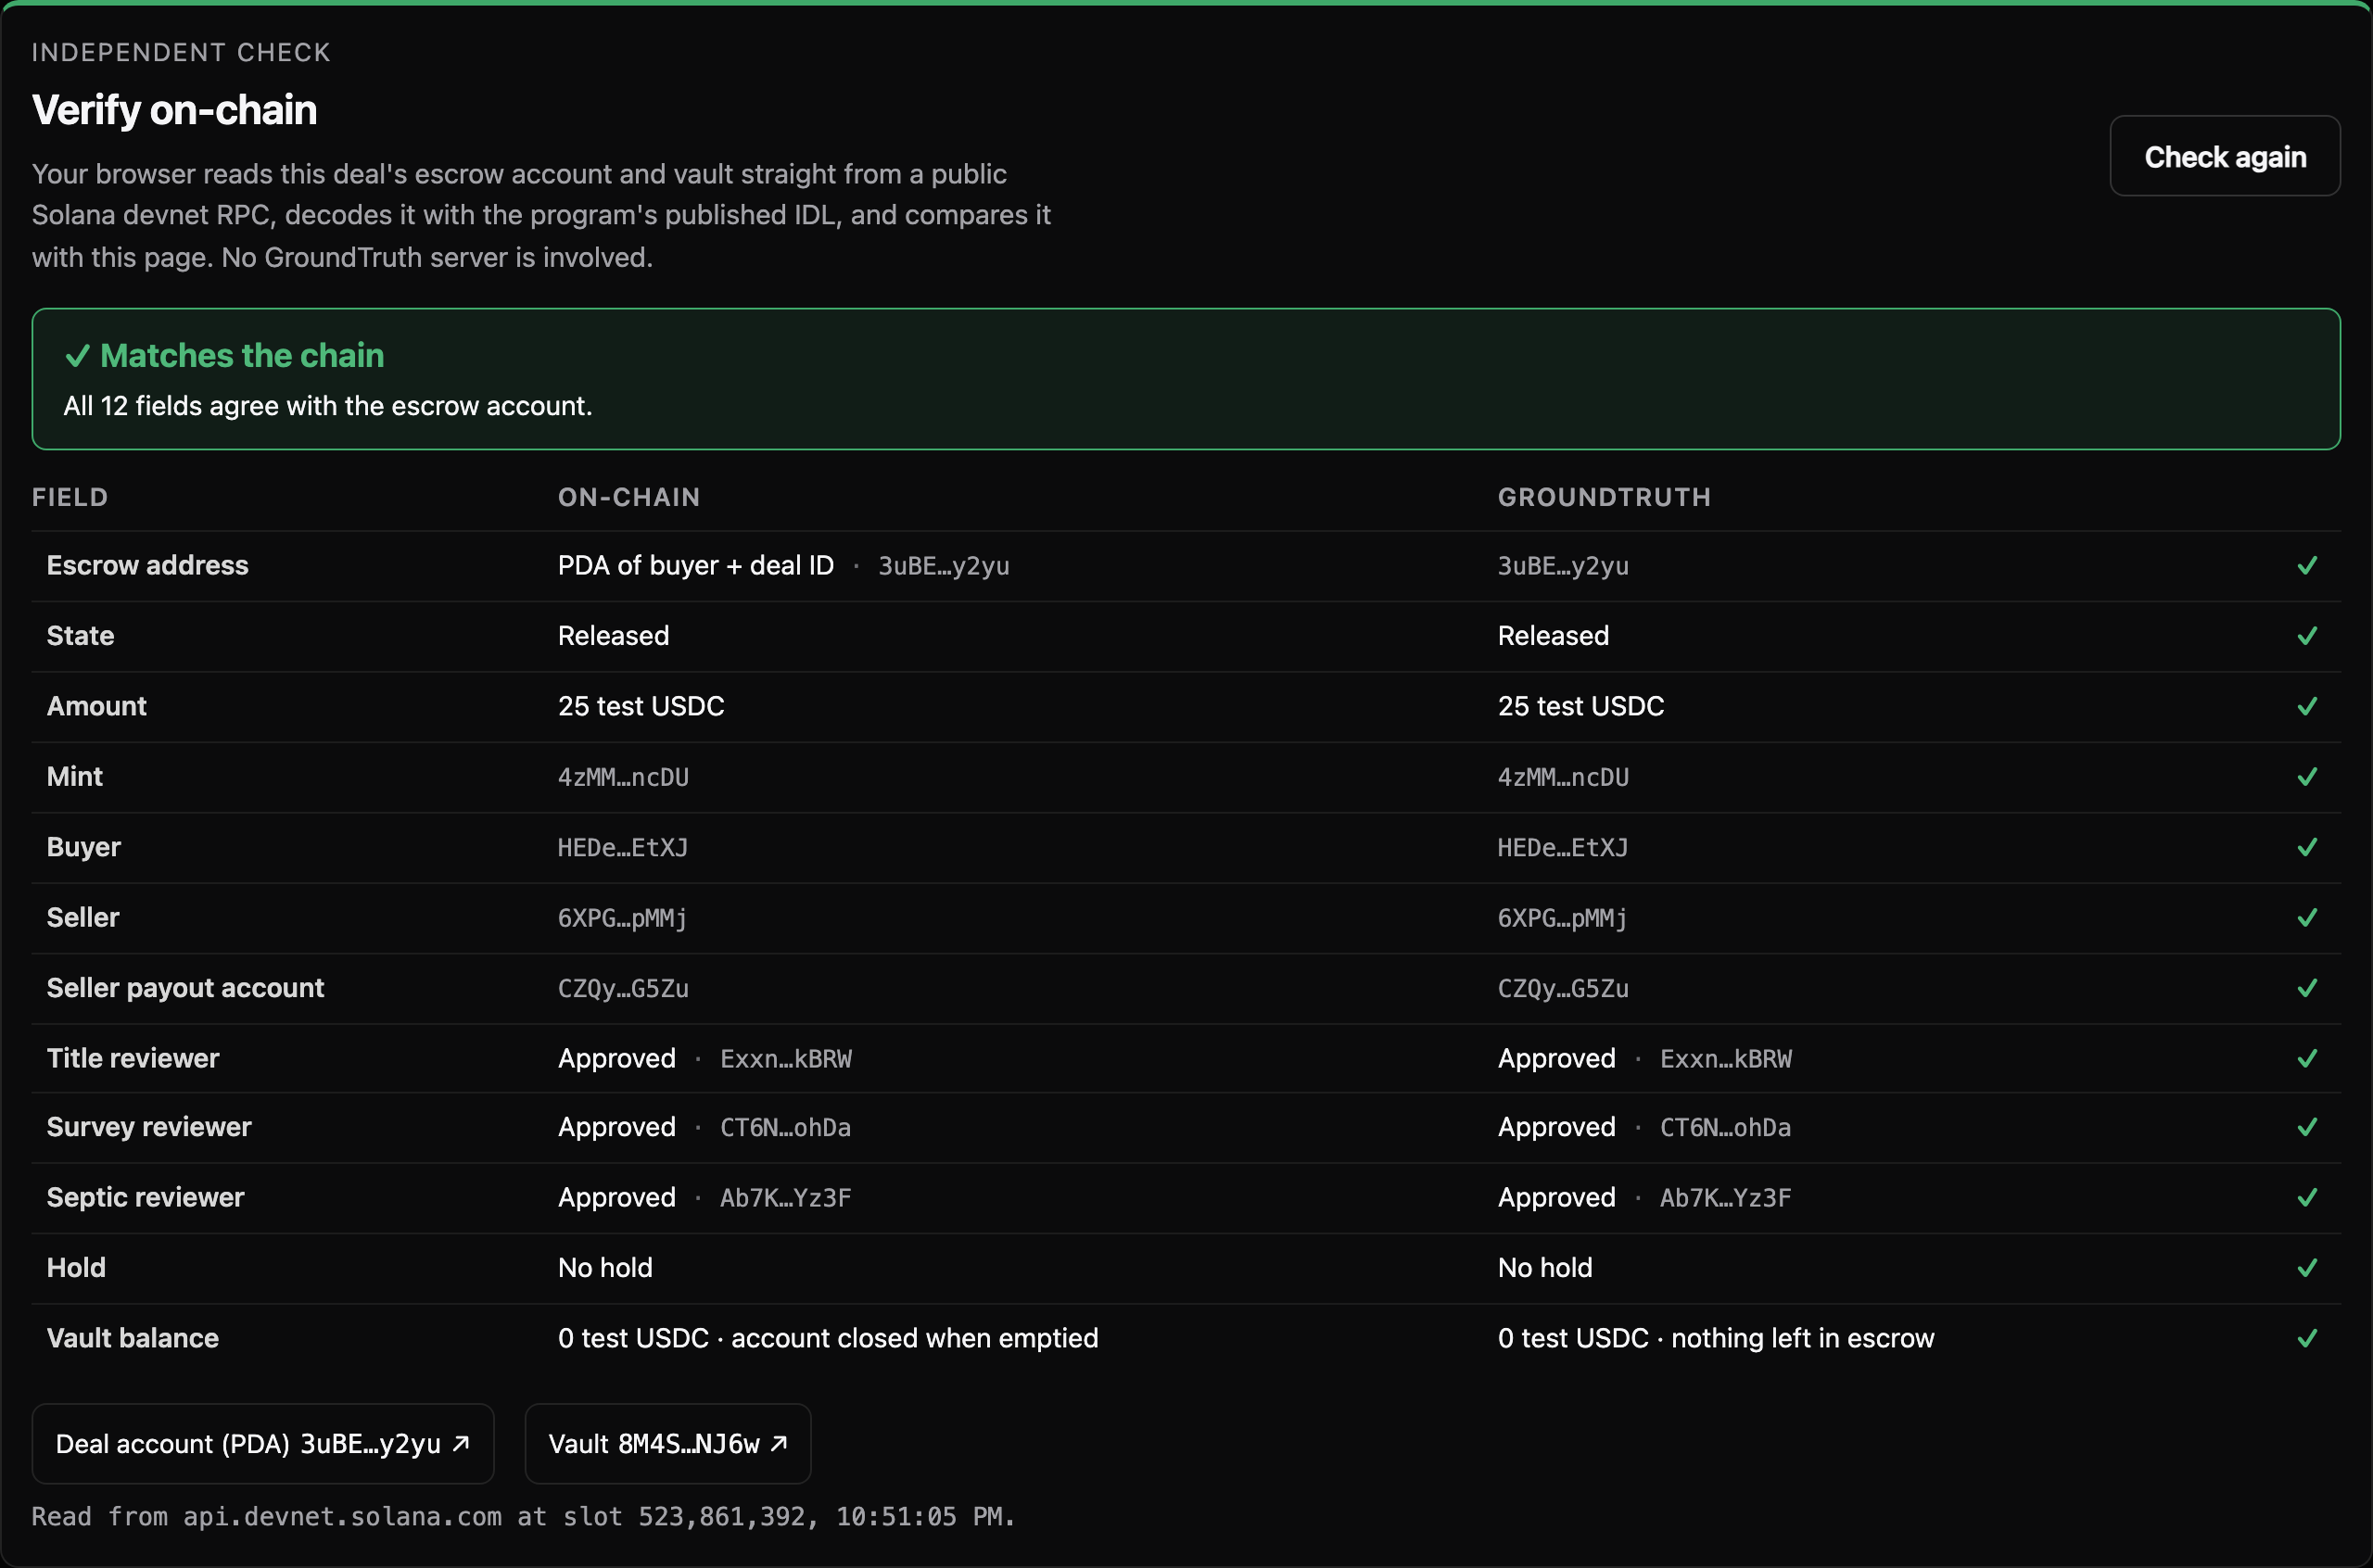 INDEPENDENT CHECK
Verify on-chain
Your browser reads this deal's escrow account and vault straight from a public
Solana devnet RPC, decodes it with the program's published IDL, and compares it
with this page. No GroundTruth server is involved.
Check again
✓ Matches the chain
All 12 fields agree with the escrow account.
FIELD ON-CHAIN GROUNDTRUTH
Escrow address PDA of buyer + deal ID · 3uBE…y2yu 3uBE…y2yu ✓
State Released Released ✓
Amount 25 test USDC 25 test USDC ✓
Mint 4zMM…ncDU 4zMM…ncDU ✓
Buyer HEDe…EtXJ HEDe…EtXJ ✓
Seller 6XPG…pMMj 6XPG…pMMj ✓
Seller payout account CZQy…G5Zu CZQy…G5Zu ✓
Title reviewer Approved · Exxn…kBRW Approved · Exxn…kBRW ✓
Survey reviewer Approved · CT6N…ohDa Approved · CT6N…ohDa ✓
Septic reviewer Approved · Ab7K…Yz3F Approved · Ab7K…Yz3F ✓
Hold No hold No hold ✓
Vault balance 0 test USDC · account closed when emptied 0 test USDC · nothing left in escrow ✓
Deal account (PDA) 3uBE…y2yu ↗ Vault 8M4S…NJ6w ↗
Read from api.devnet.solana.com at slot 523,861,392, 10:51:05 PM.